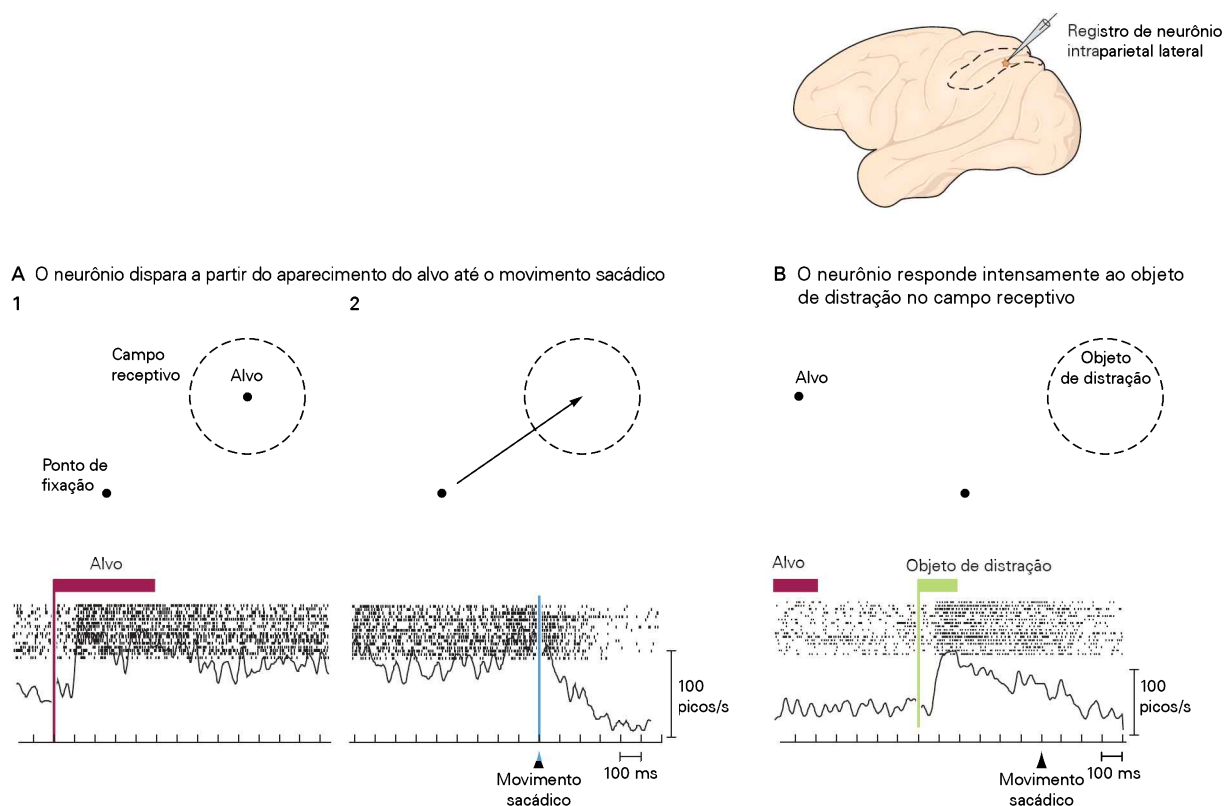 Registro de neurônio
intraparietal lateral
A O neurônio dispara a partir do aparecimento do alvo até o movimento sacádico
1
2
Campo
receptivo
Alvo
Ponto de
fixação
Alvo
100
picos/s
Movimento
sacádico
100 ms
B O neurônio responde intensamente ao objeto
de distração no campo receptivo
Alvo
Objeto
de distração
Alvo
Objeto de distração
100
picos/s
Movimento
sacádico
100 ms